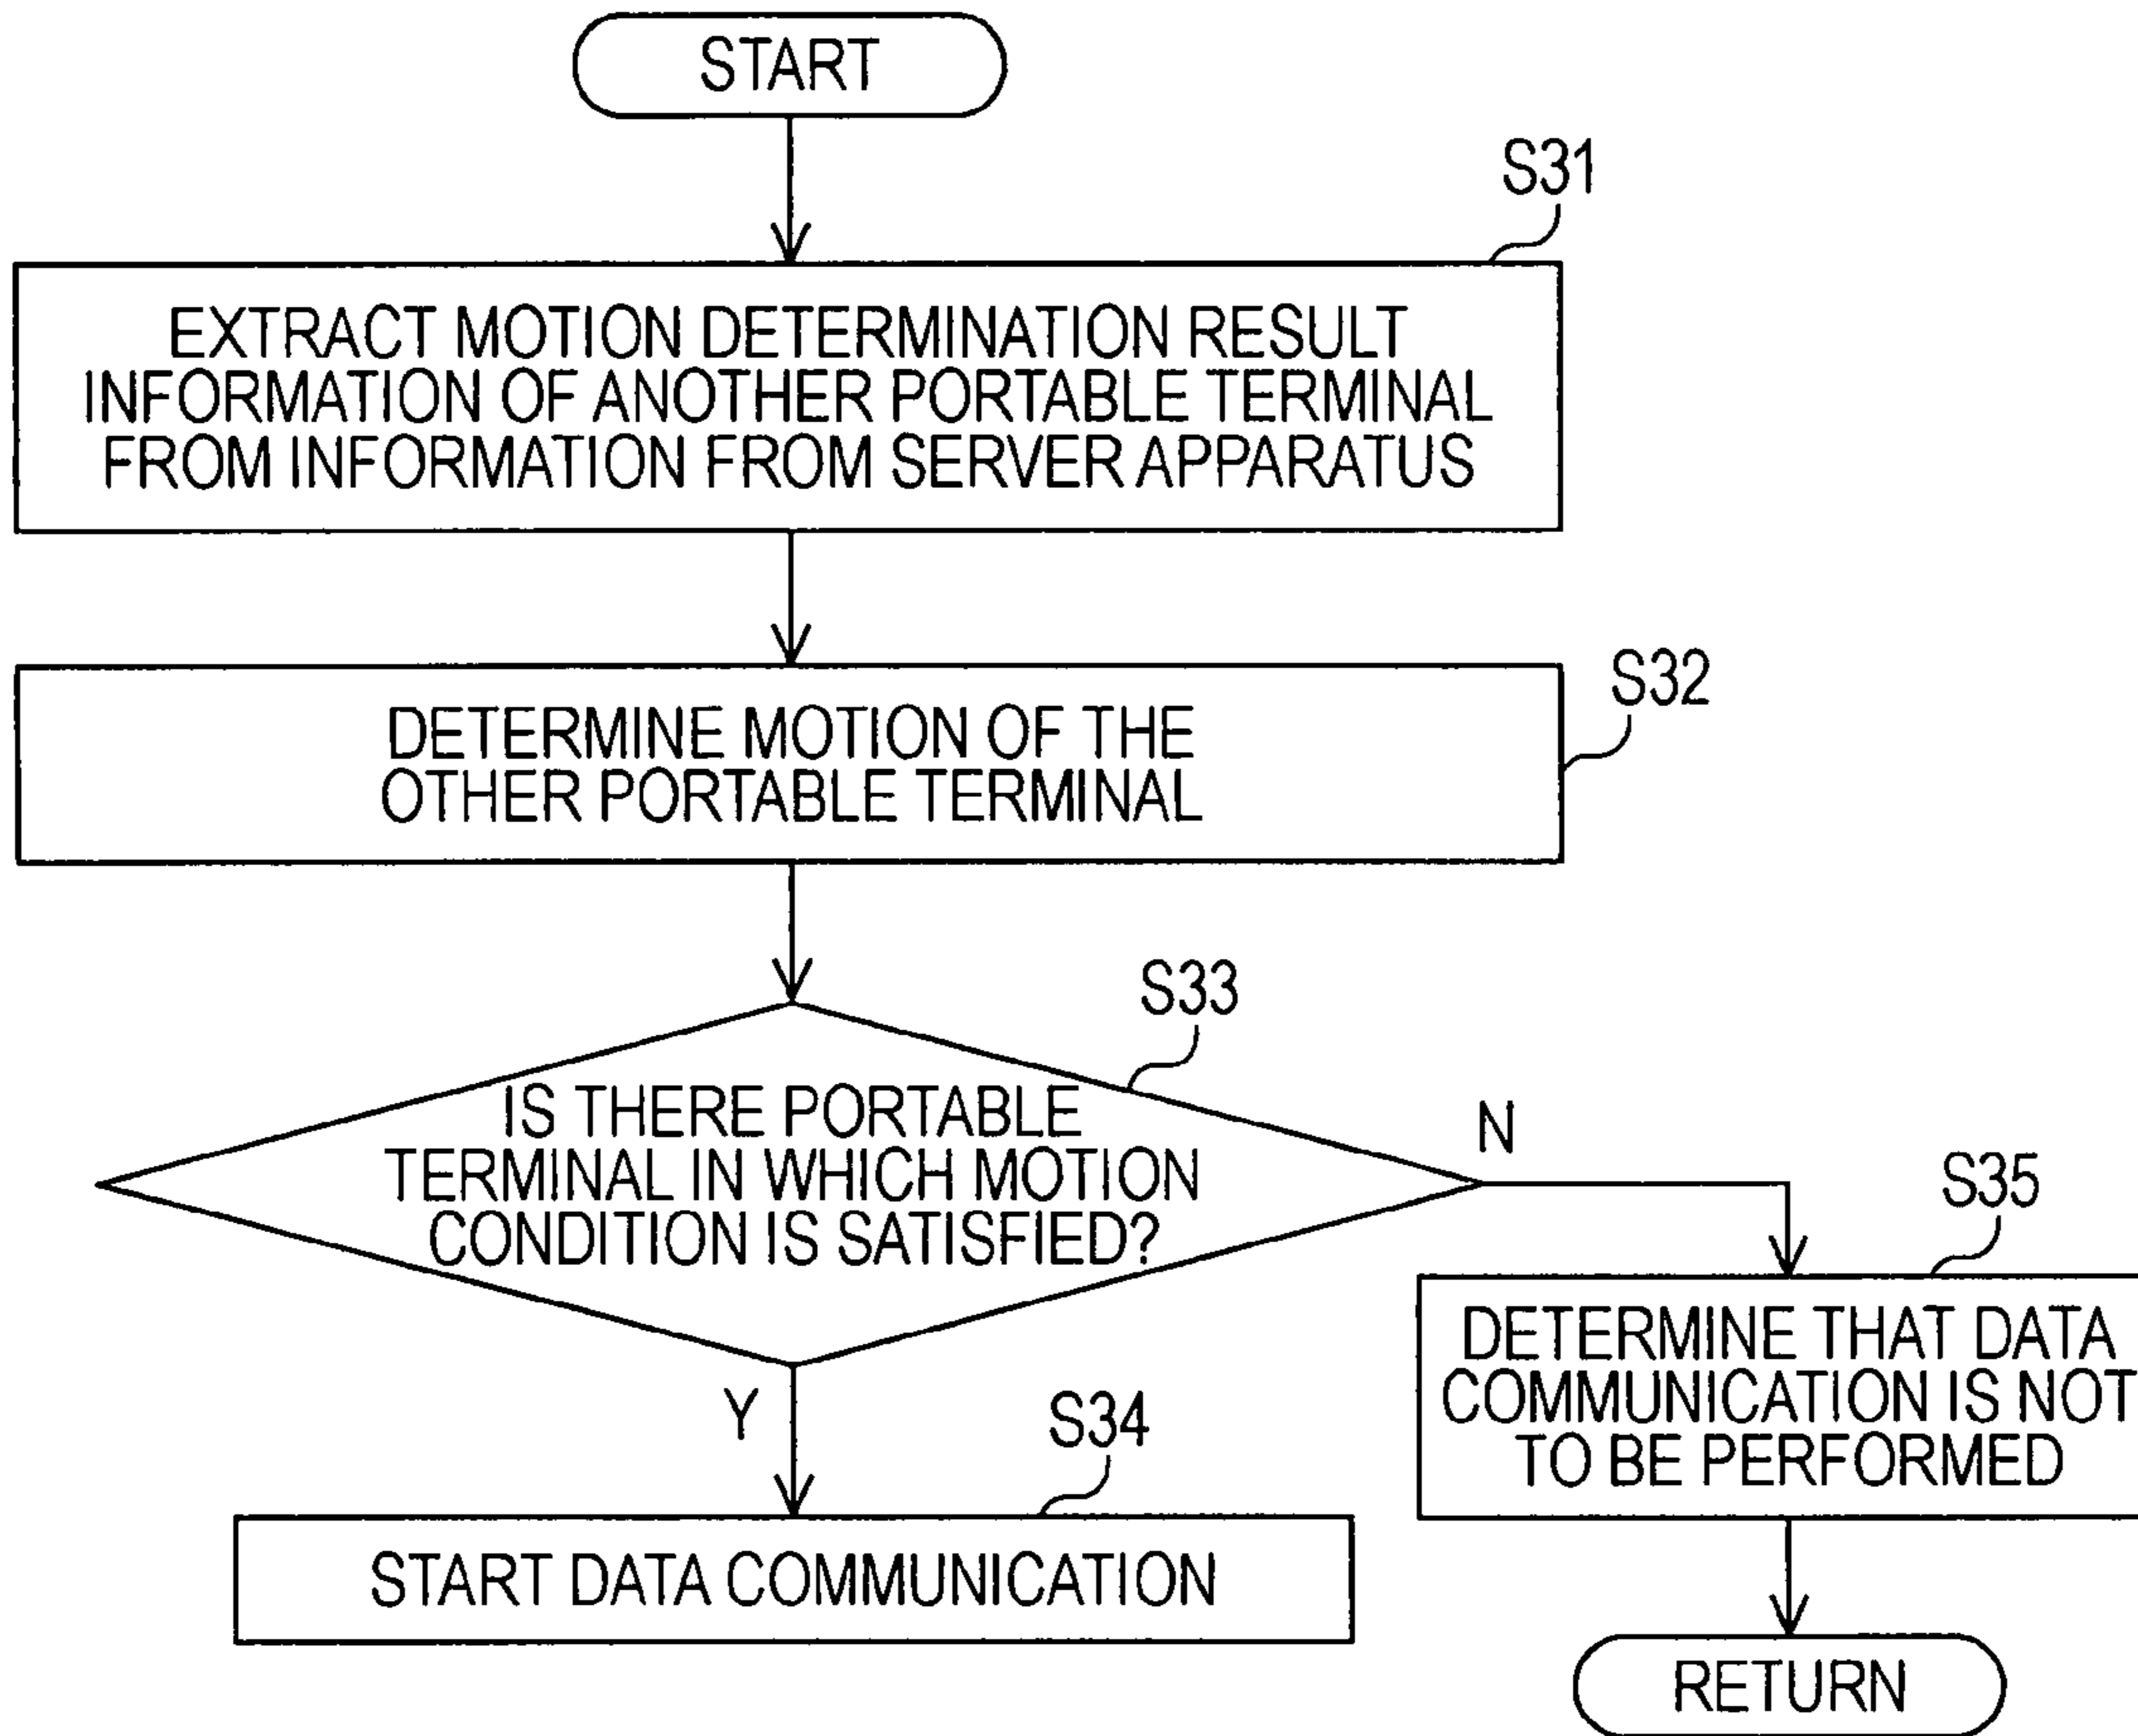 START
S31
EXTRACT MOTION DETERMINATION RESULT
INFORMATION OF ANOTHER PORTABLE TERMINAL
FROM INFORMATION FROM SERVER APPARATUS
S32
DETERMINE MOTION OF THE
OTHER PORTABLE TERMINAL
S33
IS THERE PORTABLE
TERMINAL IN WHICH MOTION
CONDITION IS SATISFIED?
N
S35
DETERMINE THAT DATA
COMMUNICATION IS NOT
TO BE PERFORMED
Y
S34
START DATA COMMUNICATION
RETURN